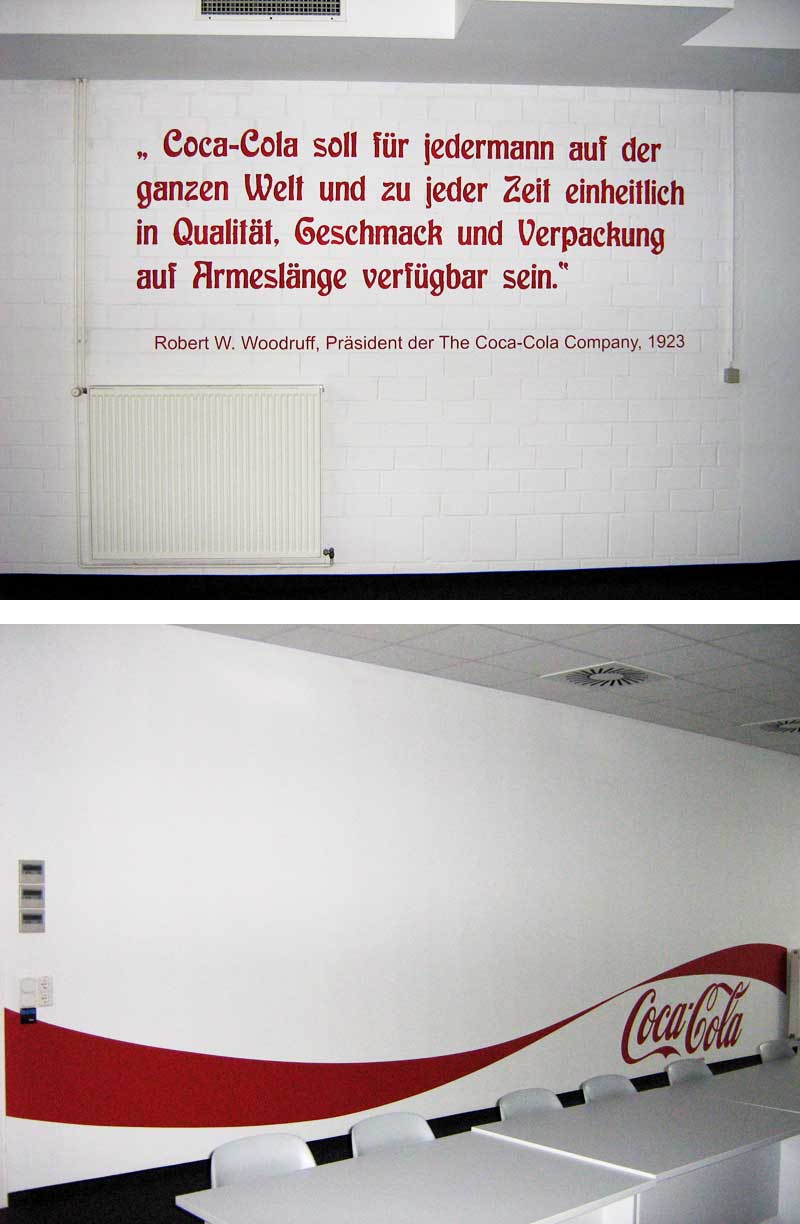 „ Coca-Cola soll für jedermann auf der
ganzen Welt und zu jeder Zeit einheitlich
in Qualität, Geschmack und Verpackung
auf Armeslänge verfügbar sein.“
Robert W. Woodruff, Präsident der The Coca-Cola Company, 1923
Coca-Cola